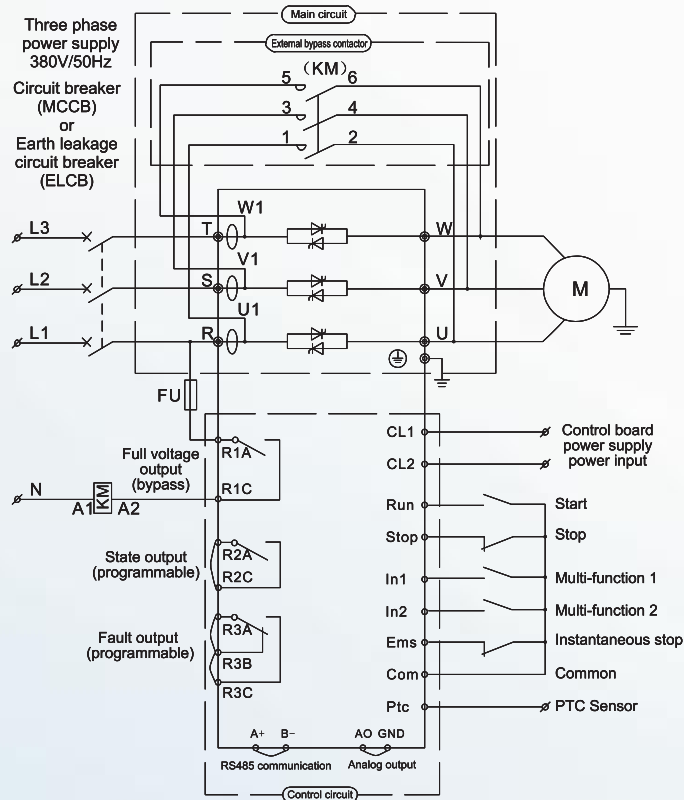 Main circuit
Three phase
power supply
380V/50Hz
External bypass contactor
Circuit breaker
(MCCB)
or
Earth leakage
circuit breaker
(ELCB)
(KM)
5 6
3 4
1 2
W1
L3 T W
V1
L2 S V M
U1
L1 R U
FU
Full voltage
output
(bypass)
R1A
R1C
N
A1 KM A2
State output
(programmable)
R2A
R2C
Fault output
(programmable)
R3A
R3B
R3C
CL1
CL2
Control board
power supply
power input
Run Start
Stop Stop
In1 Multi-function 1
In2 Multi-function 2
Ems Instantaneous stop
Com Common
Ptc PTC Sensor
A+ B- AO GND
RS485 communication Analog output
Control circuit